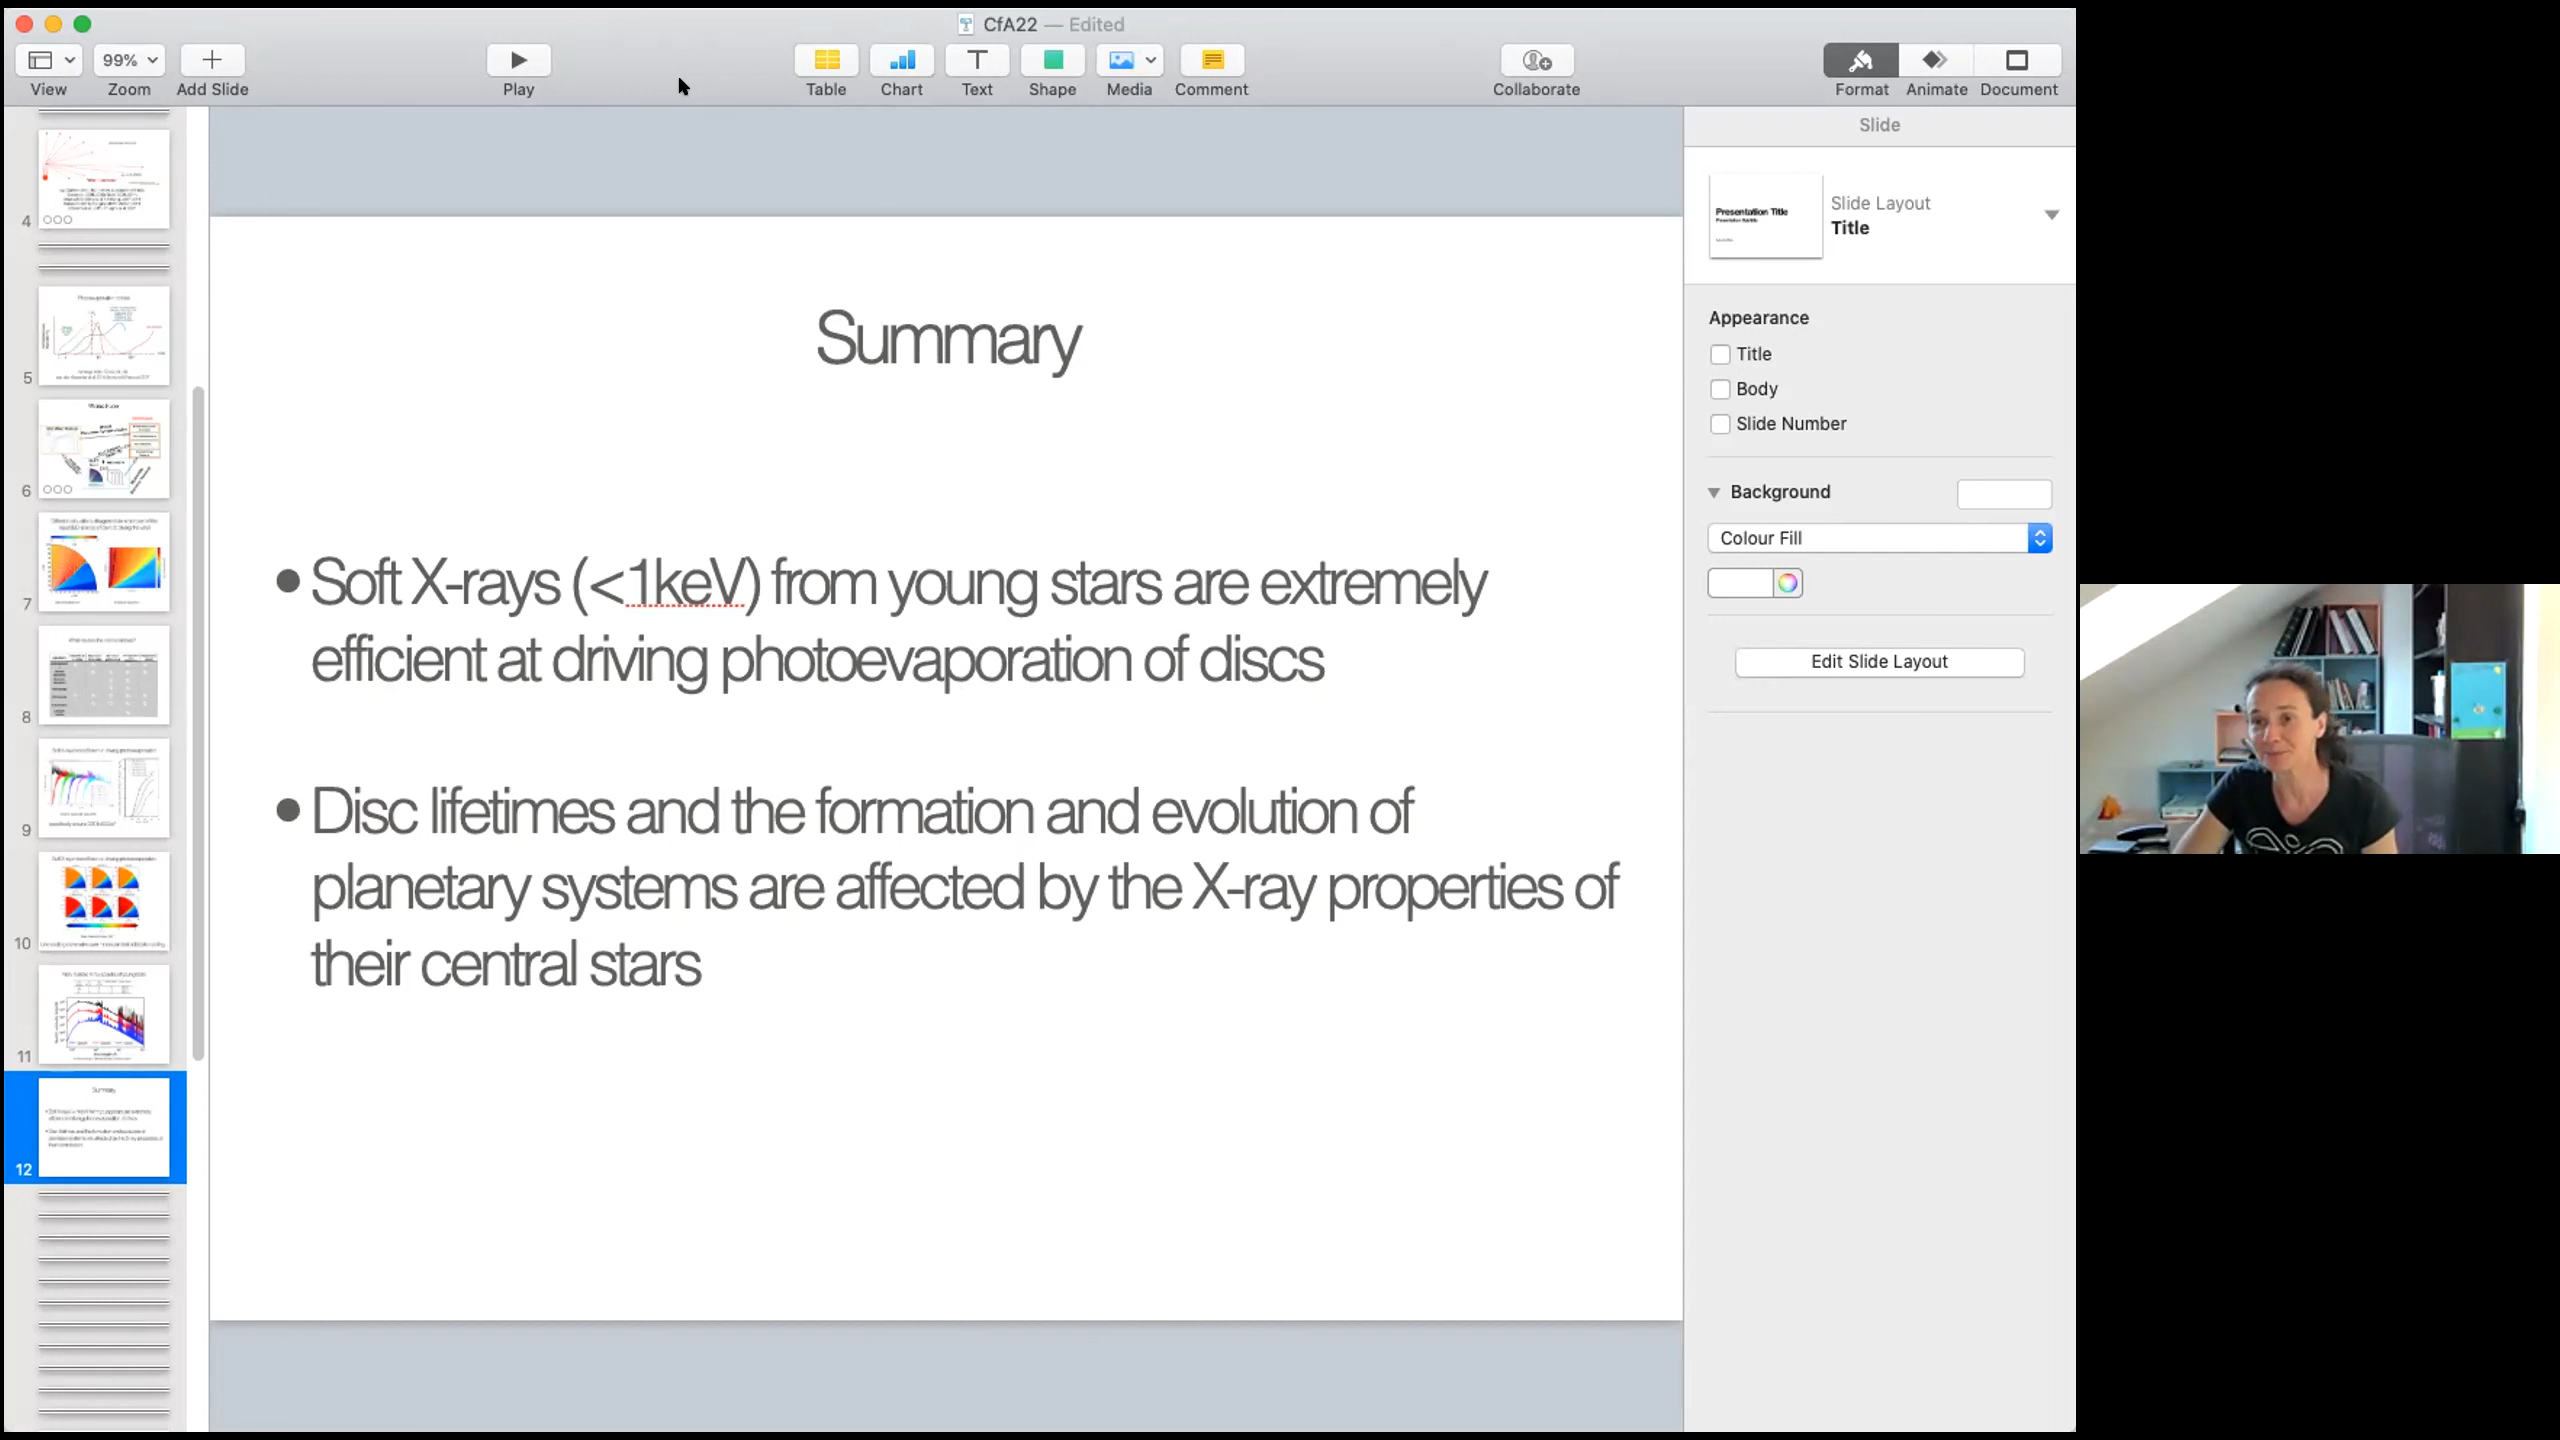 CfA22 — Edited
99%
View
Zoom
Add Slide
Play
Table
Chart
Text
Shape
Media
Comment
Collaborate
Format
Animate
Document
4
5
6
7
8
9
10
11
12
Summary
Summary
• Soft X-rays (<1keV) from young stars are extremely
efficient at driving photoevaporation of discs
• Disc lifetimes and the formation and evolution of
planetary systems are affected by the X-ray properties of
their central stars
Slide
Presentation Title
Slide Layout
Title
Appearance
Title
Body
Slide Number
Background
Colour Fill
Edit Slide Layout